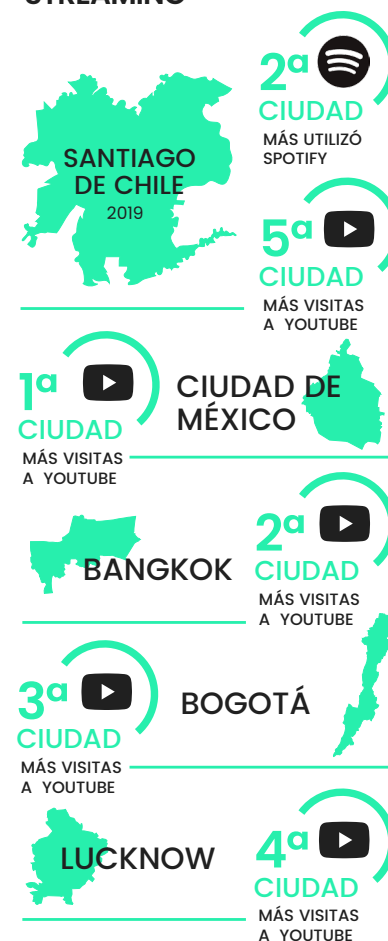 STREAMING
2ª
CIUDAD
MÁS UTILIZÓ
SPOTIFY
SANTIAGO
DE CHILE
2019
5ª
CIUDAD
MÁS VISITAS
A YOUTUBE
1ª
CIUDAD
MÁS VISITAS
A YOUTUBE
CIUDAD DE
MÉXICO
BANGKOK
2ª
CIUDAD
MÁS VISITAS
A YOUTUBE
3ª
CIUDAD
MÁS VISITAS
A YOUTUBE
BOGOTÁ
LUCKNOW
4ª
CIUDAD
MÁS VISITAS
A YOUTUBE